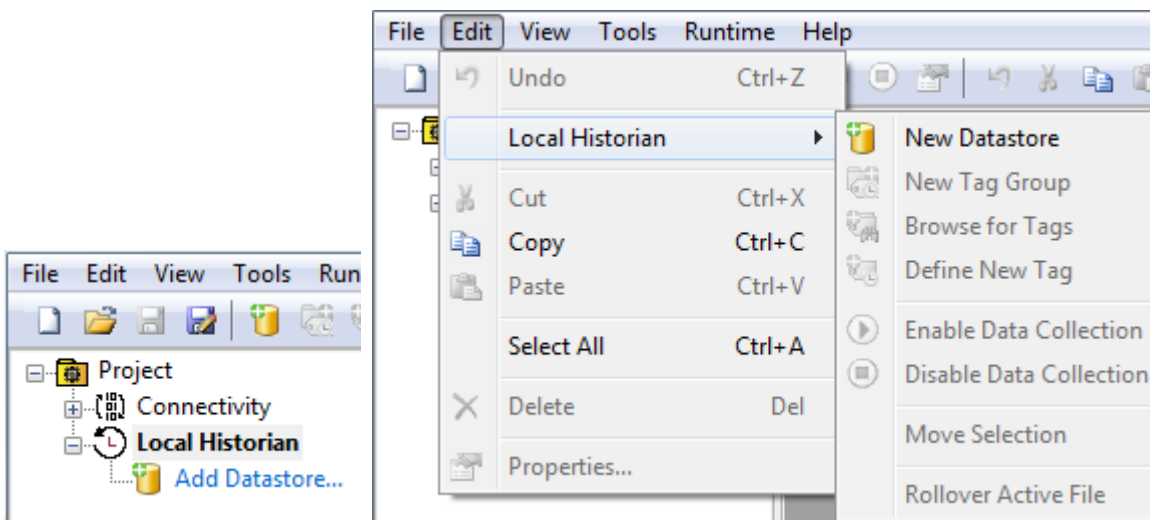 File Edit View Tools Run
Project
Connectivity
Local Historian
Add Datastore...
File Edit View Tools Runtime Help
Undo Ctrl+Z
Local Historian
Cut Ctrl+X
Copy Ctrl+C
Paste Ctrl+V
Select All Ctrl+A
Delete Del
Properties...
New Datastore
New Tag Group
Browse for Tags
Define New Tag
Enable Data Collection
Disable Data Collection
Move Selection
Rollover Active File